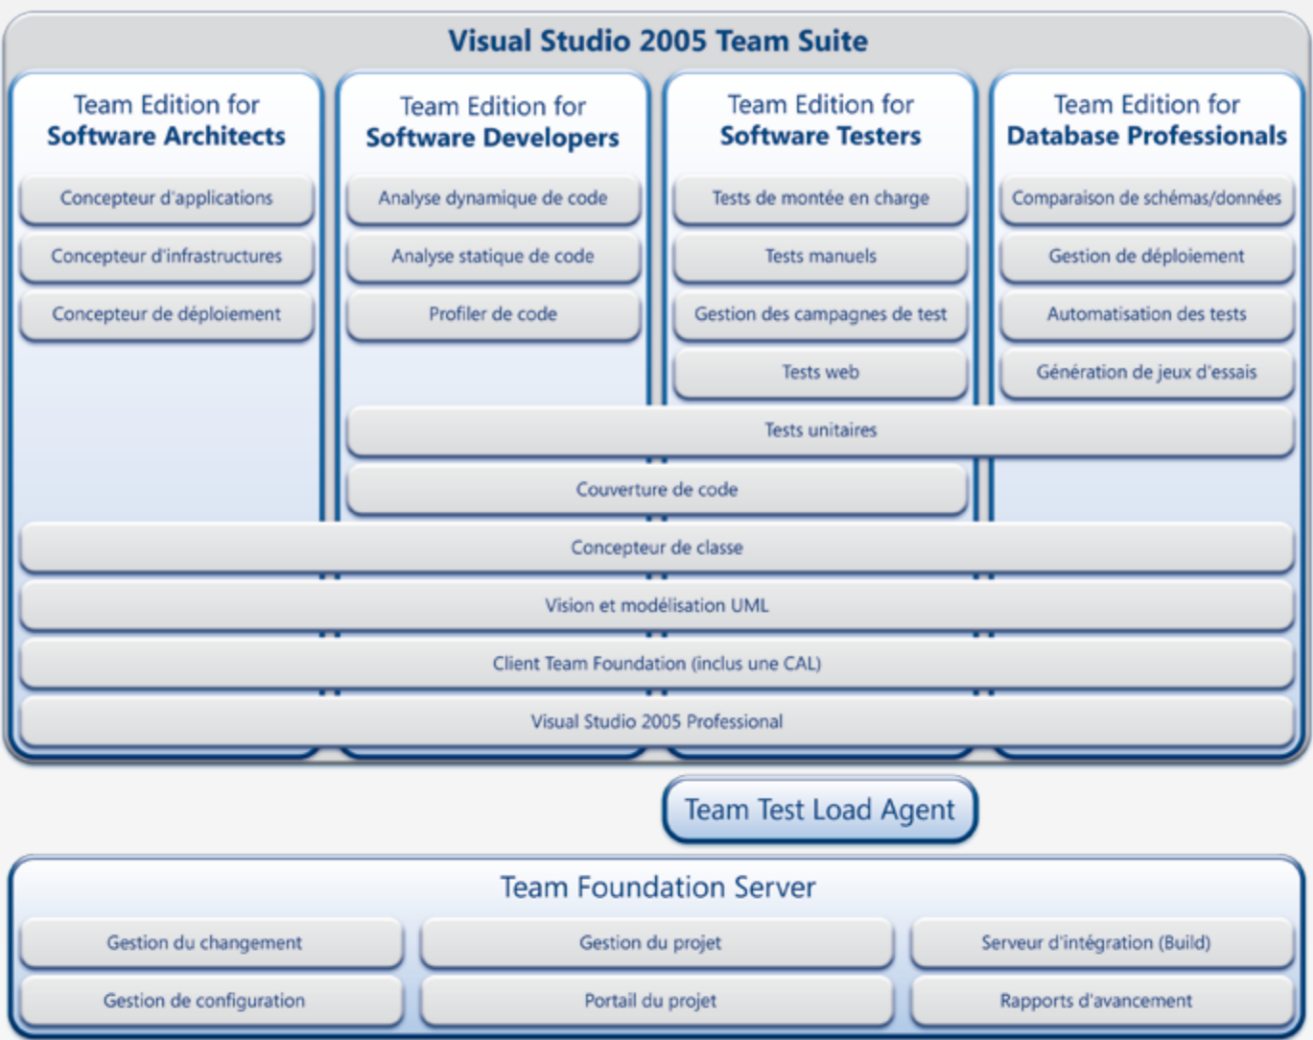 Visual Studio 2005 Team Suite
Team Edition for
Software Architects
Concepteur d'applications
Concepteur d'infrastructures
Concepteur de déploiement
Team Edition for
Software Developers
Analyse dynamique de code
Analyse statique de code
Profiler de code
Team Edition for
Software Testers
Tests de montée en charge
Tests manuels
Gestion des campagnes de test
Tests web
Team Edition for
Database Professionals
Comparaison de schémas/données
Gestion de déploiement
Automatisation des tests
Génération de jeux d'essais
Tests unitaires
Couverture de code
Concepteur de classe
Vision et modélisation UML
Client Team Foundation (inclus une CAL)
Visual Studio 2005 Professional
Team Test Load Agent
Team Foundation Server
Gestion du changement
Gestion du projet
Serveur d'intégration (Build)
Gestion de configuration
Portail du projet
Rapports d'avancement